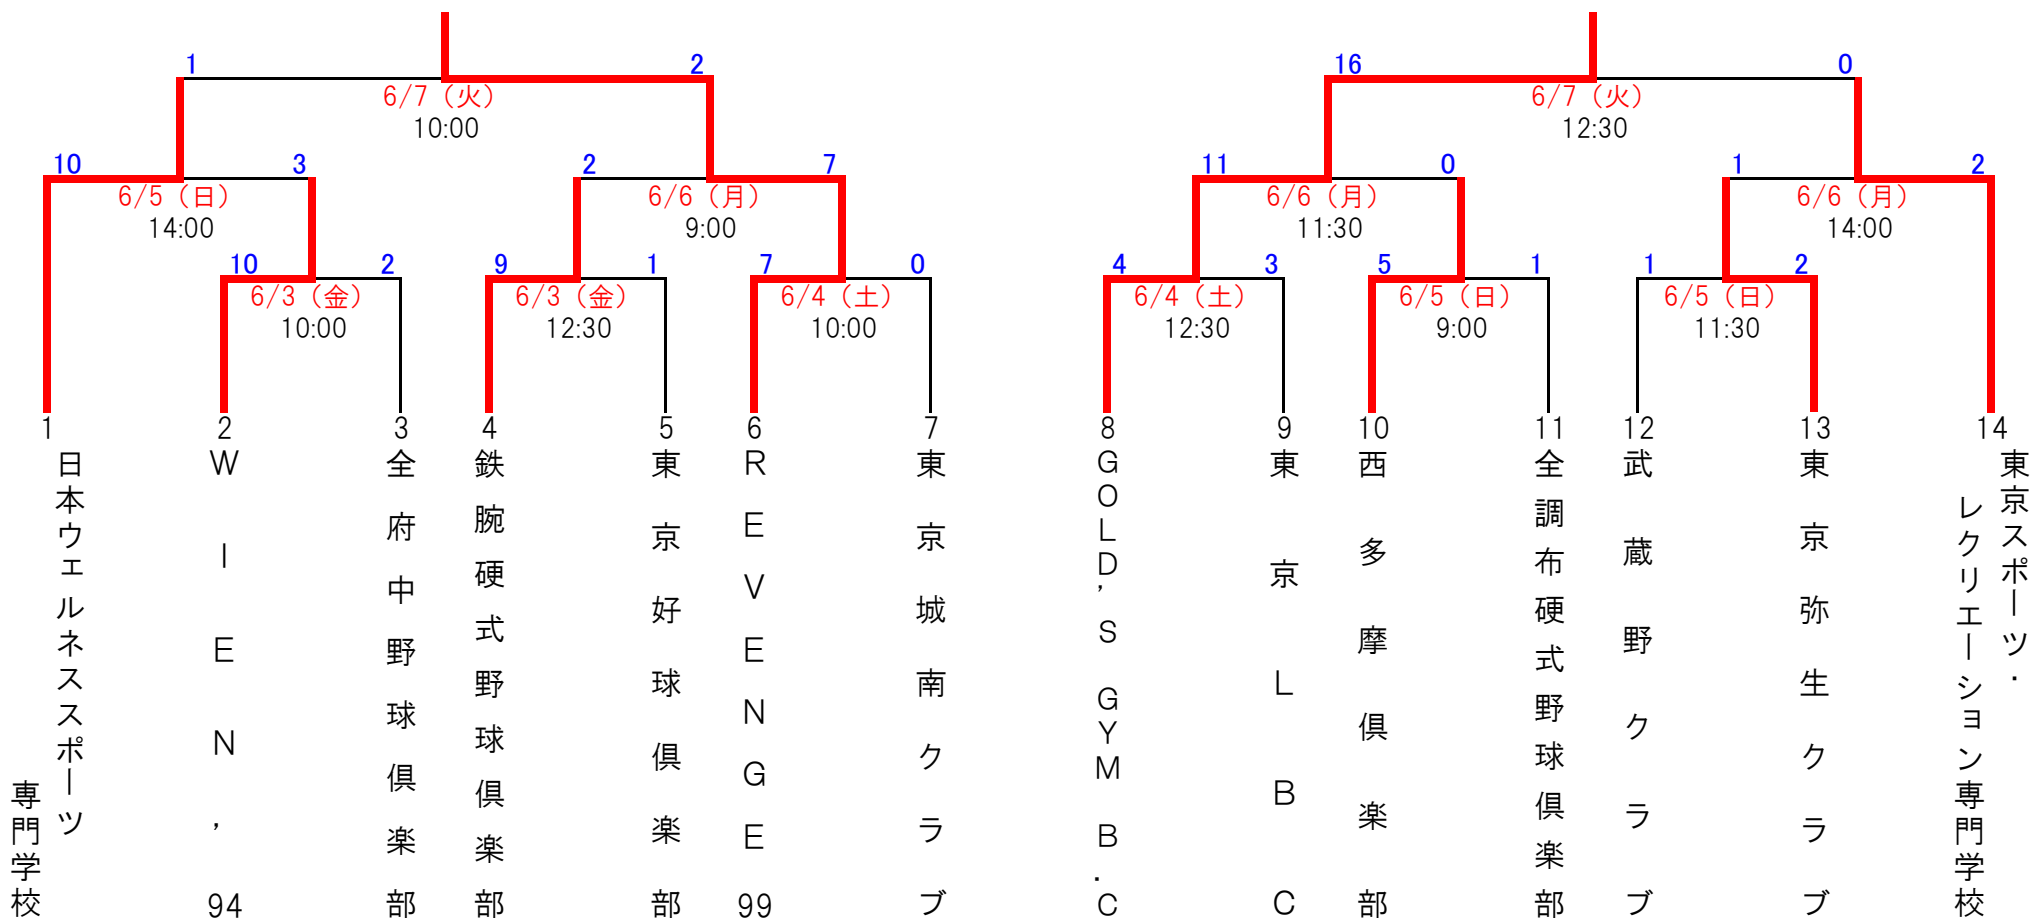 1 2 16 0
6/7（火） 6/7（火）
10:00 12:30
10 3 2 7 11 0 1 2
6/5（日） 6/6（月） 6/6（月） 6/6（月）
14:00 9:00 11:30 14:00
10 2 9 1 7 0 4 3 5 1 1 2
6/3（金） 6/3（金） 6/4（土） 6/4（土） 6/5（日） 6/5（日）
10:00 12:30 10:00 12:30 9:00 11:30
1 2 3 4 5 6 7 8 9 10 11 12 13 14
日本ウェルネススポーツ
専門学校
WIEN’94
全府中野球倶楽部
鉄腕硬式野球倶楽部
東京好球倶楽部
REVENGE99
東京城南クラブ
GOLD’S GYM B.C
東京LBC
西多摩倶楽部
全調布硬式野球倶楽部
武蔵野クラブ
東京弥生クラブ
東京スポーツ・
レクリエーション専門学校